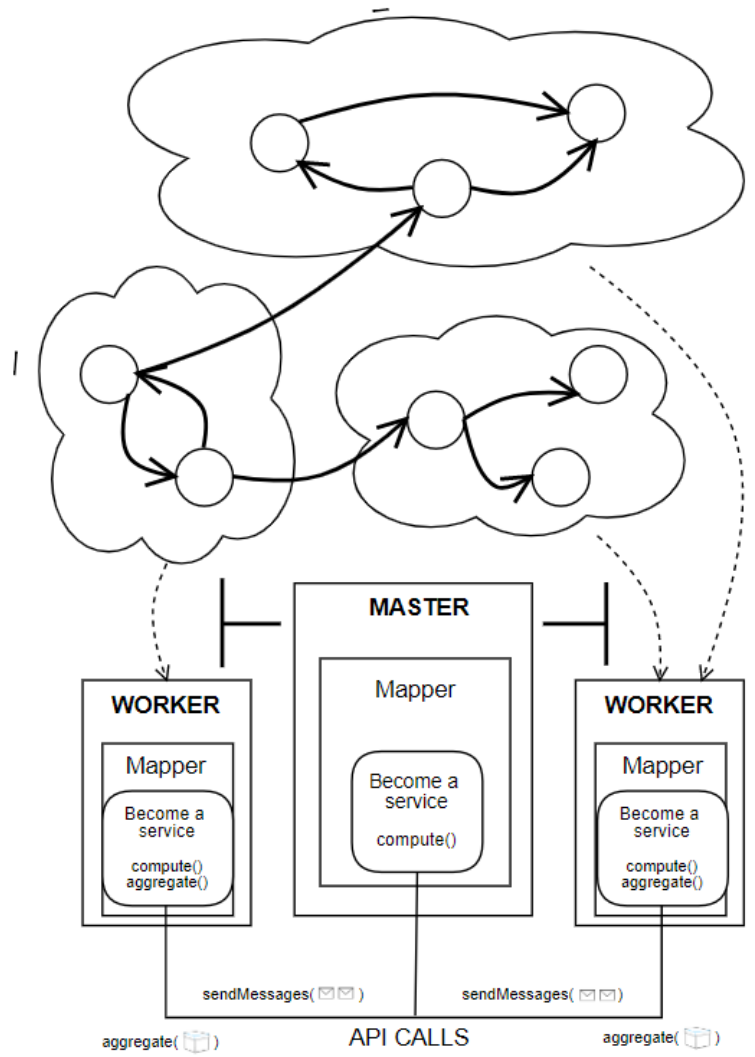 MASTER
Mapper
Become a
service
compute()
WORKER
Mapper
Become a
service
compute()
aggregate()
WORKER
Mapper
Become a
service
compute()
aggregate()
sendMessages( )
sendMessages( )
aggregate( )
API CALLS
aggregate( )